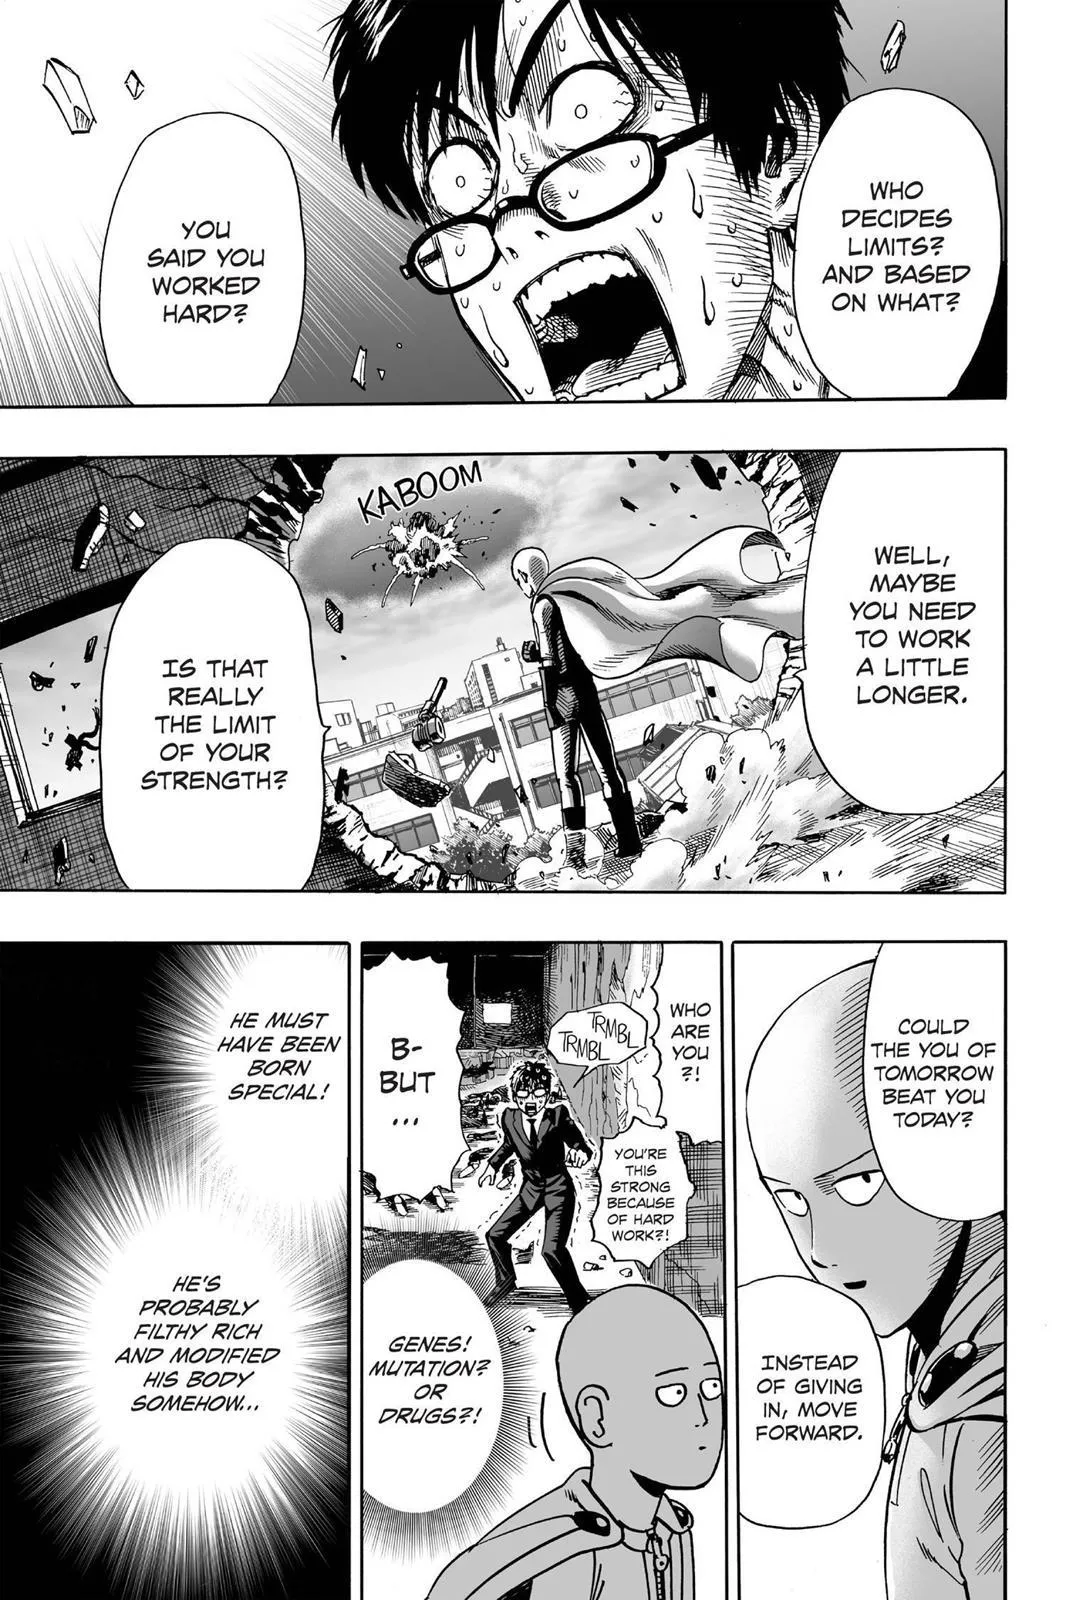 WHO
DECIDES
LIMITS?
AND BASED
ON WHAT?
YOU
SAID YOU
WORKED
HARD?
KABOOM
WELL,
MAYBE
YOU NEED
TO WORK
A LITTLE
LONGER.
IS THAT
REALLY
THE LIMIT
OF YOUR
STRENGTH?
COULD
THE YOU OF
TOMORROW
BEAT YOU
TODAY?
INSTEAD
OF GIVING
IN, MOVE
FORWARD.
WHO
ARE
YOU
?!
TRMBL
TRMBL
YOU'RE
THIS
STRONG
BECAUSE
OF HARD
WORK?!
B-
BUT
...
GENES!
MUTATION?
OR
DRUGS?!
HE MUST
HAVE BEEN
BORN
SPECIAL!
HE'S
PROBABLY
FILTHY RICH
AND MODIFIED
HIS BODY
SOMEHOW...